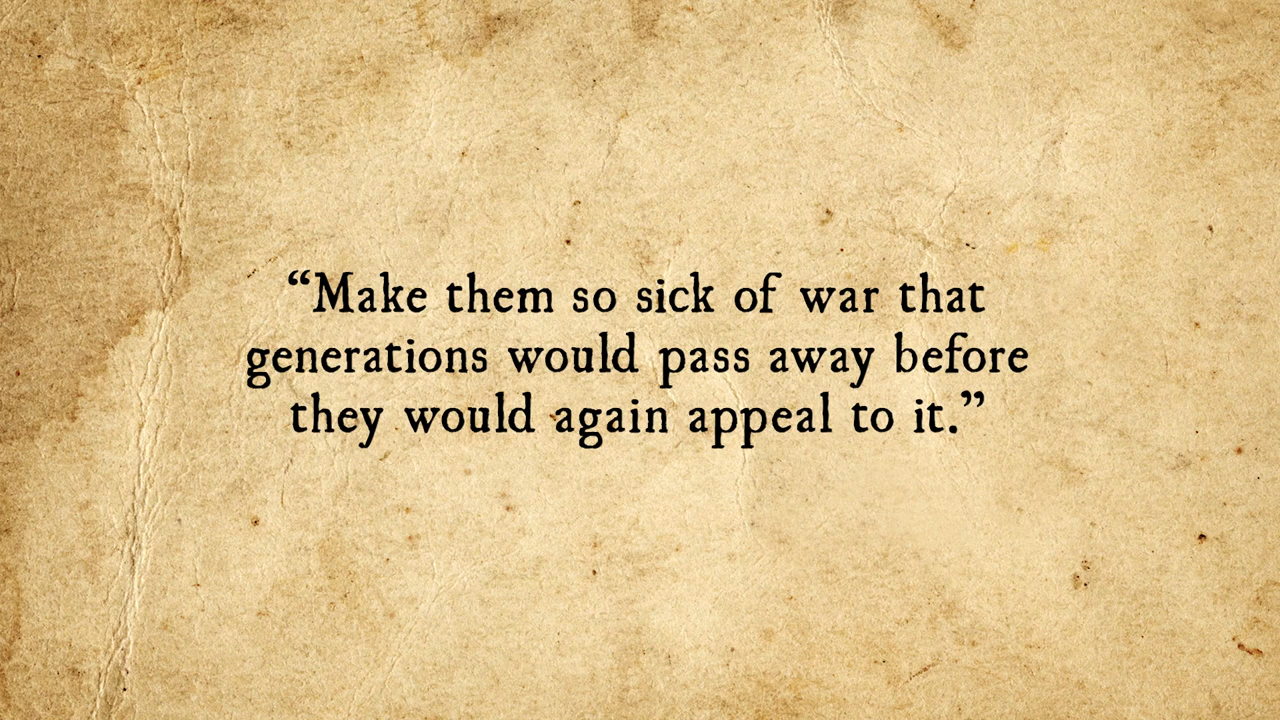 “Make them so sick of war that
generations would pass away before
they would again appeal to it.”